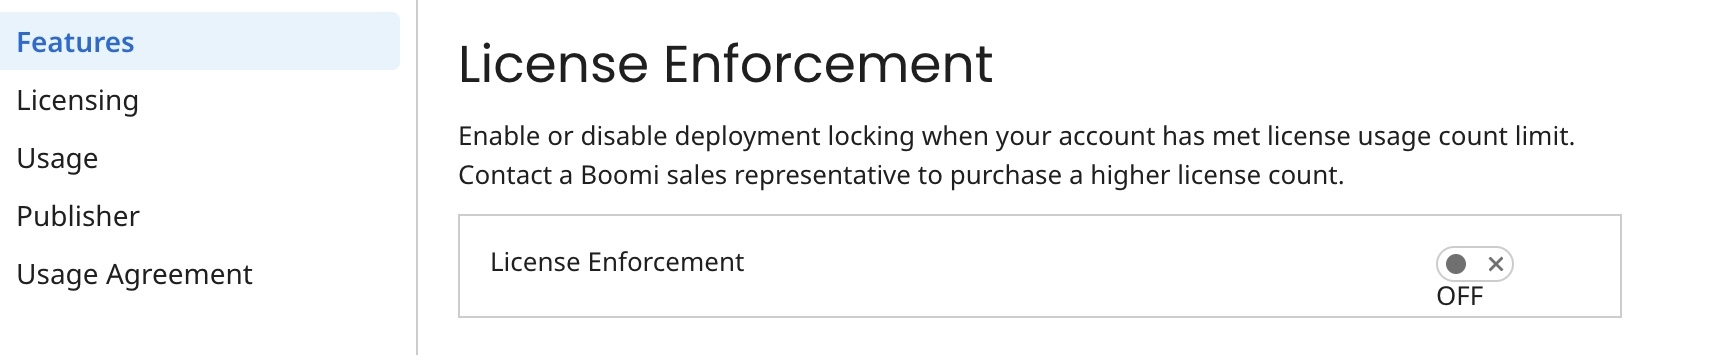 Features
Licensing
Usage
Publisher
Usage Agreement
License Enforcement
Enable or disable deployment locking when your account has met license usage count limit.
Contact a Boomi sales representative to purchase a higher license count.
License Enforcement
OFF